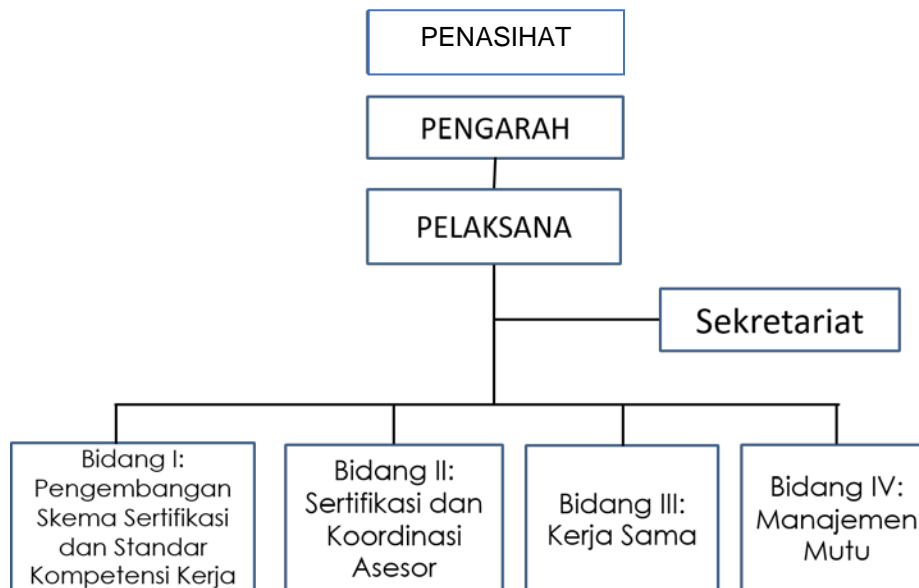 PENASIHAT
PENGARAH
PELAKSANA
Sekretariat
Bidang I:
Pengembangan
Skema Sertifikasi
dan Standar
Kompetensi Kerja
Bidang II:
Sertifikasi dan
Koordinasi
Asesor
Bidang III:
Kerja Sama
Bidang IV:
Manajemen
Mutu